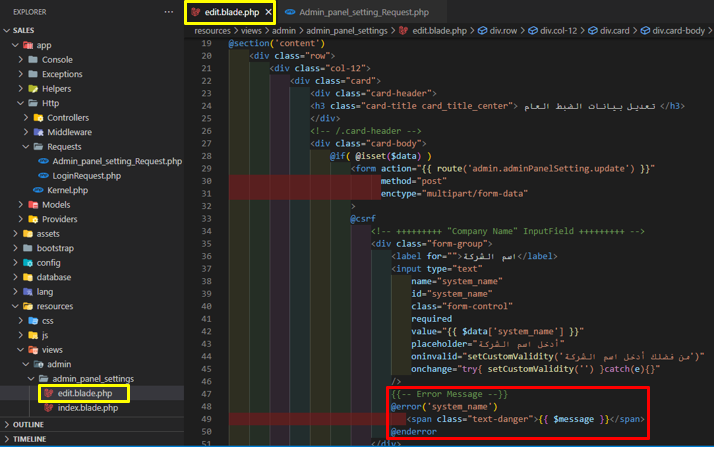 EXPLORER ...
SALES
app
Console
Exceptions
Helpers
Http
Controllers
Middleware
Requests
Admin_panel_setting_Request.php
LoginRequest.php
Kernel.php
Models
Providers
assets
bootstrap
config
database
lang
resources
css
js
views
admin
admin_panel_settings
edit.blade.php
index.blade.php
OUTLINE
TIMELINE
edit.blade.php Admin_panel_setting_Request.php
resources > views > admin > admin_panel_settings > edit.blade.php > div.row > div.col-12 > div.card > div.card-body >
19 @section('content')
20 <div class="row">
21 <div class="col-12">
22 <div class="card">
23 <div class="card-header">
24 <h3 class="card-title card_title_center"> تعديل بيانات الضبط العام </h3>
25 </div>
26 <!-- /.card-header -->
27 <div class="card-body">
28 @if( @isset($data) )
29 <form action="{{ route('admin.adminPanelSetting.update') }}"
30 method="post"
31 enctype="multipart/form-data"
32 >
33 @csrf
34 <!-- +++++++++ "Company Name" InputField +++++++++ -->
35 <div class="form-group">
36 <label for="">اسم الشركة</label>
37 <input type="text"
38 name="system_name"
39 id="system_name"
40 class="form-control"
41 required
42 value="{{ $data['system_name'] }}"
43 placeholder="أدخل اسم الشركة"
44 oninvalid="setCustomValidity('من فضلك أدخل اسم الشركة')"
45 onchange="try{ setCustomValidity('') }catch(e){}"
46 />
47 {{-- Error Message --}}
48 @error('system_name')
49 <span class="text-danger">{{ $message }}</span>
50 @enderror
51 </div>